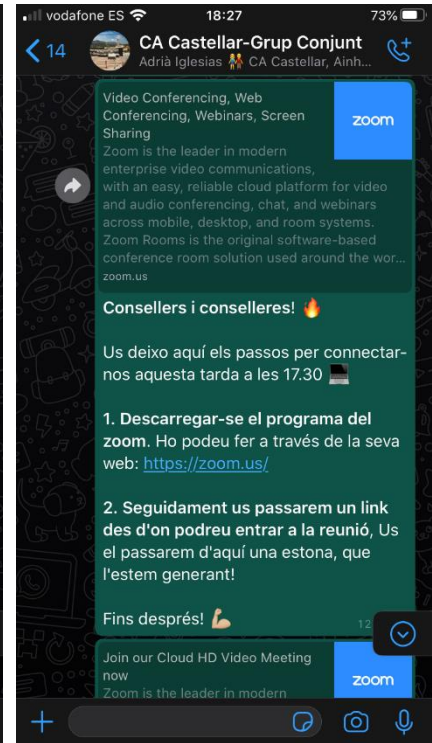 vodafone ES
18:27
73%
14
CA Castellar-Grup Conjunt
Adrià Iglesias 👫 CA Castellar, Ainh...
Video Conferencing, Web
Conferencing, Webinars, Screen
Sharing
zoom
Zoom is the leader in modern
enterprise video communications,
with an easy, reliable cloud platform for video
and audio conferencing, chat, and webinars
across mobile, desktop, and room systems.
Zoom Rooms is the original software-based
conference room solution used around the wor...
zoom.us
Consellers i conselleres! 🔥
Us deixo aquí els passos per connectar-
nos aquesta tarda a les 17.30 💻
1. Descarregar-se el programa del
zoom. Ho podeu fer a través de la seva
web: https://zoom.us/
2. Seguidament us passarem un link
des d'on podreu entrar a la reunió, Us
el passarem d'aquí una estona, que
l'estem generant!
Fins després! 💪🏼
12
Join our Cloud HD Video Meeting
now
zoom
Zoom is the leader in modern